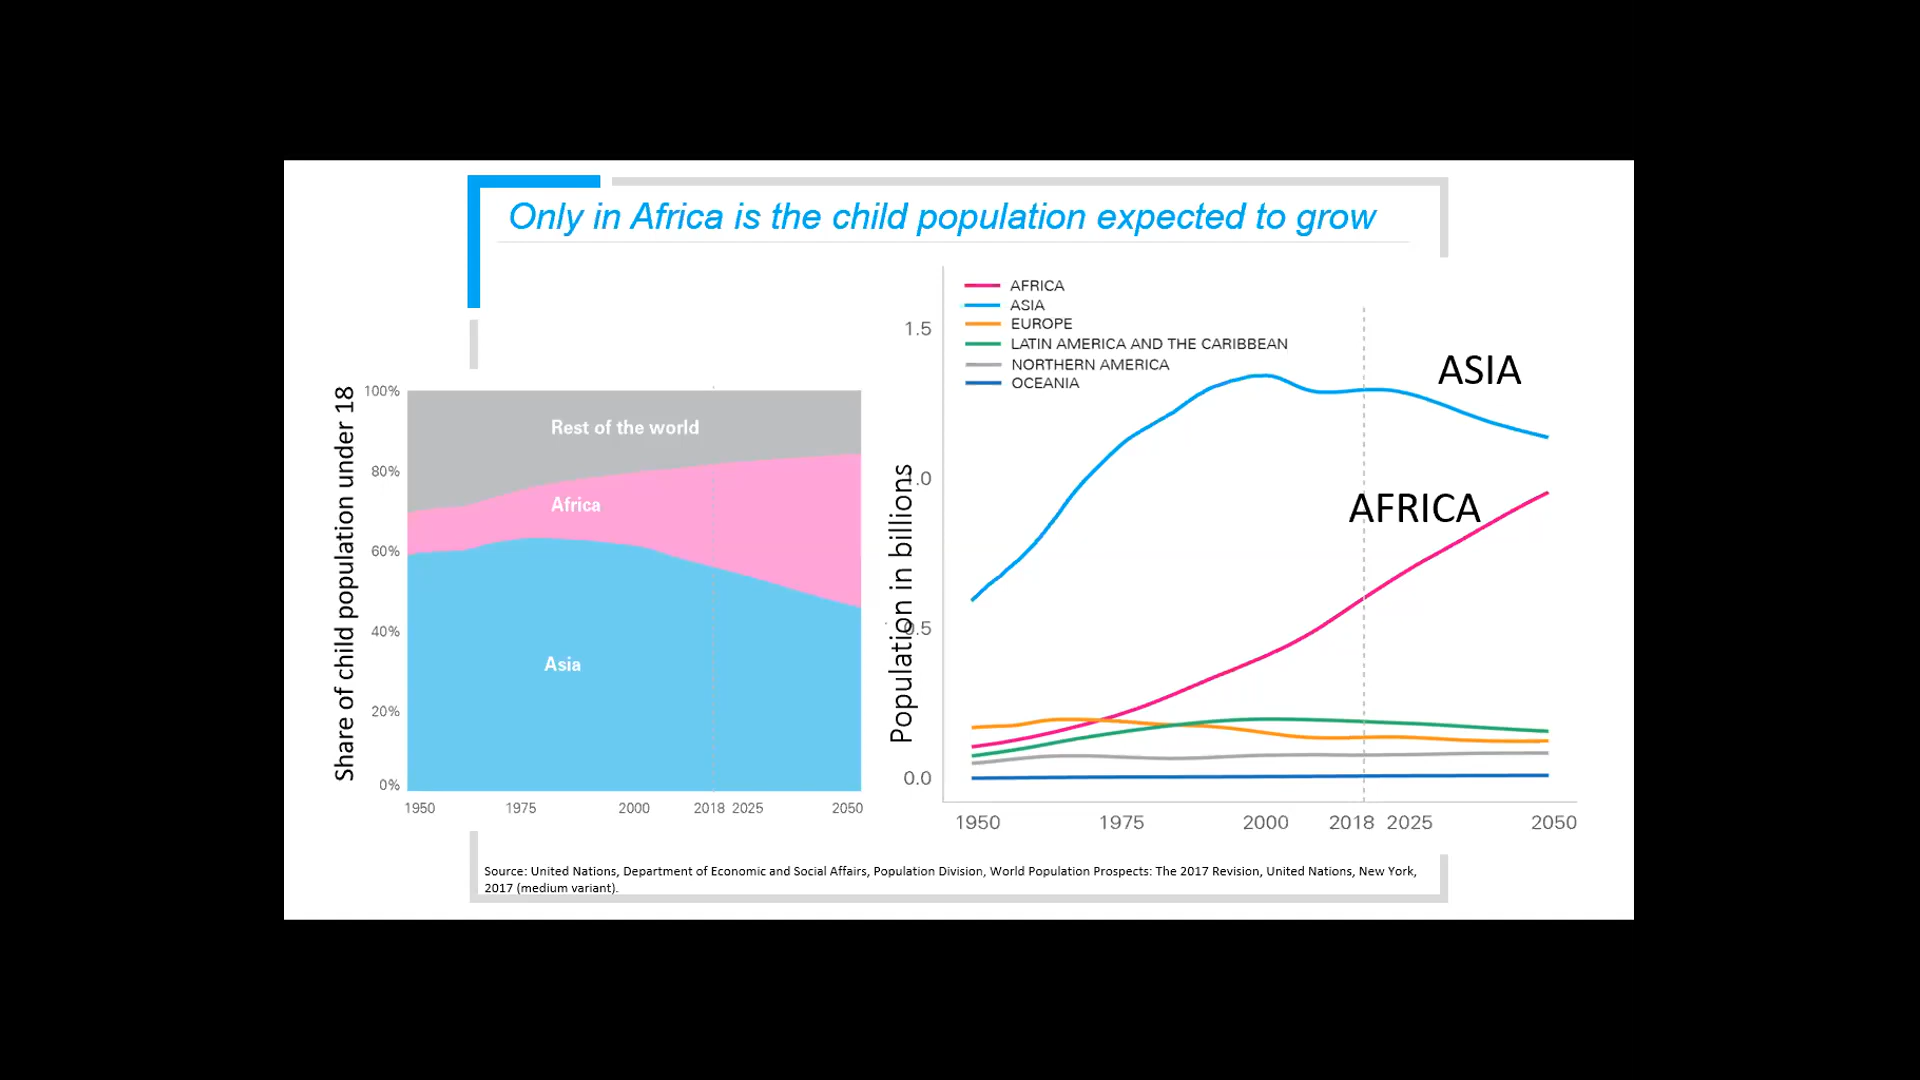 Only in Africa is the child population expected to grow
Share of child population under 18
100%
80%
60%
40%
20%
0%
Rest of the world
Africa
Asia
1950 1975 2000 2018 2025 2050
AFRICA
ASIA
EUROPE
LATIN AMERICA AND THE CARIBBEAN
NORTHERN AMERICA
OCEANIA
Population in billions
1.5
1.0
0.5
0.0
ASIA
AFRICA
1950 1975 2000 2018 2025 2050
Source: United Nations, Department of Economic and Social Affairs, Population Division, World Population Prospects: The 2017 Revision, United Nations, New York,
2017 (medium variant).